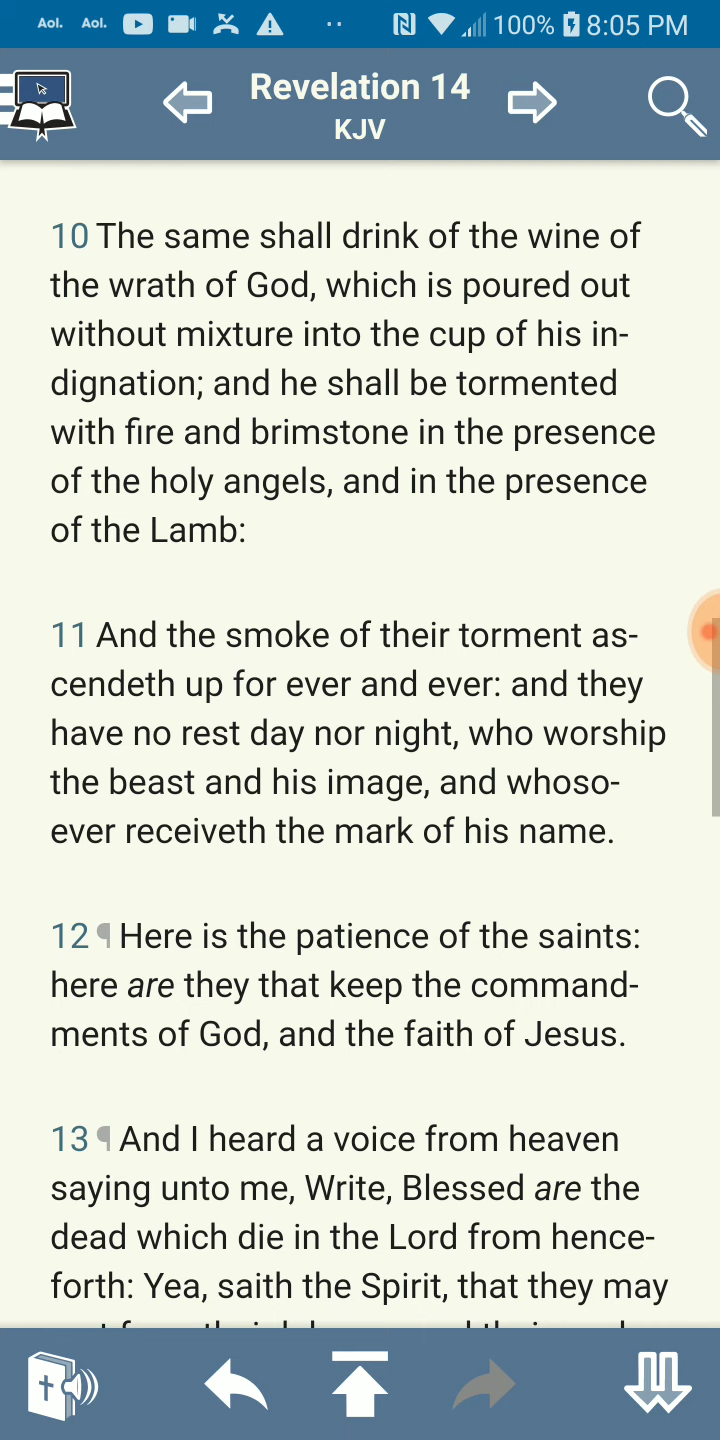 Aol. Aol. 100% 8:05 PM
Revelation 14
KJV
10 The same shall drink of the wine of
the wrath of God, which is poured out
without mixture into the cup of his in-
dignation; and he shall be tormented
with fire and brimstone in the presence
of the holy angels, and in the presence
of the Lamb:
11 And the smoke of their torment as-
cendeth up for ever and ever: and they
have no rest day nor night, who worship
the beast and his image, and whoso-
ever receiveth the mark of his name.
12 ¶ Here is the patience of the saints:
here are they that keep the command-
ments of God, and the faith of Jesus.
13 ¶ And I heard a voice from heaven
saying unto me, Write, Blessed are the
dead which die in the Lord from hence-
forth: Yea, saith the Spirit, that they may